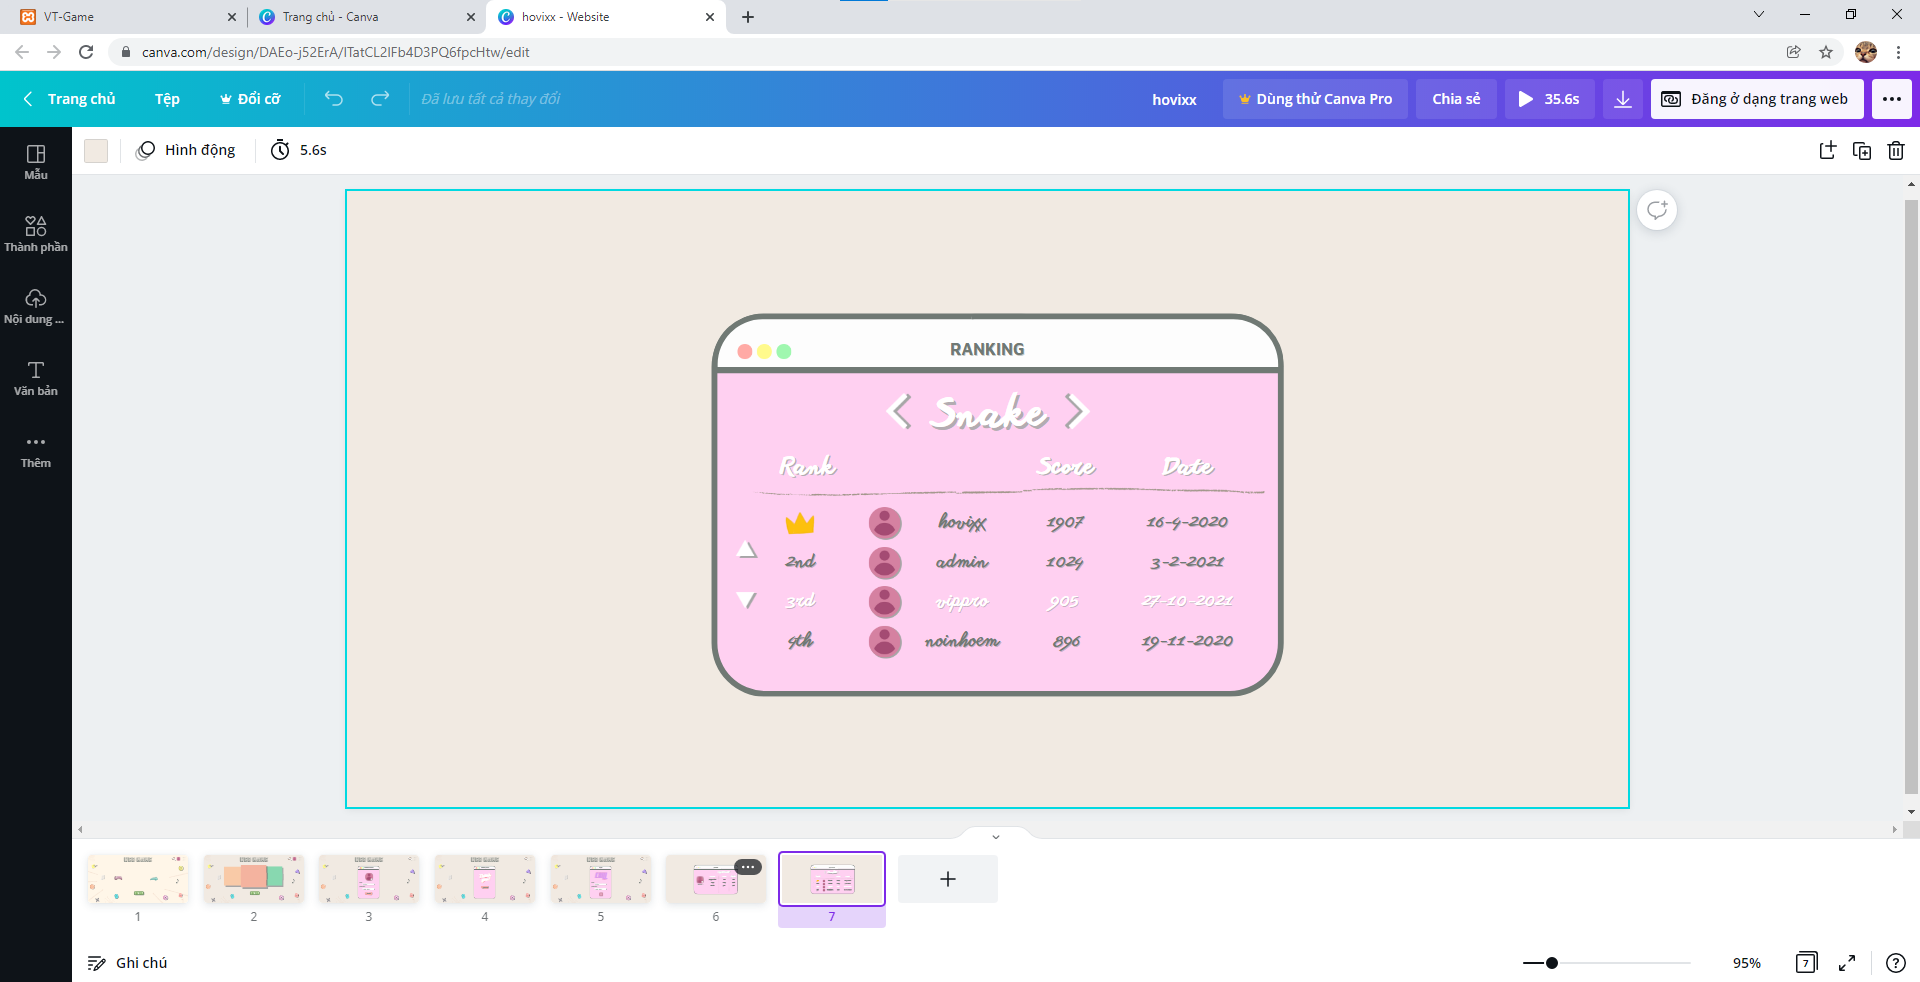 VT-Game
Trang chủ - Canva
hovixx - Website
canva.com/design/DAEo-j52ErA/ITatCL2IFb4D3PQ6fpcHtw/edit
Trang chủ
Tệp
Đổi cỡ
Đã lưu tất cả thay đổi
hovixx
Dùng thử Canva Pro
Chia sẻ
35.6s
Đăng ở dạng trang web
Hình động
5.6s
Mẫu
Thành phần
Nội dung ...
Văn bản
Thêm
RANKING
Snake
Rank Score Date
hovixx 1907 16-4-2020
2nd admin 1024 3-2-2021
3rd vippro 905 27-10-2021
4th noinhoem 896 19-11-2020
1
2
3
4
5
6
7
Ghi chú
95%
7